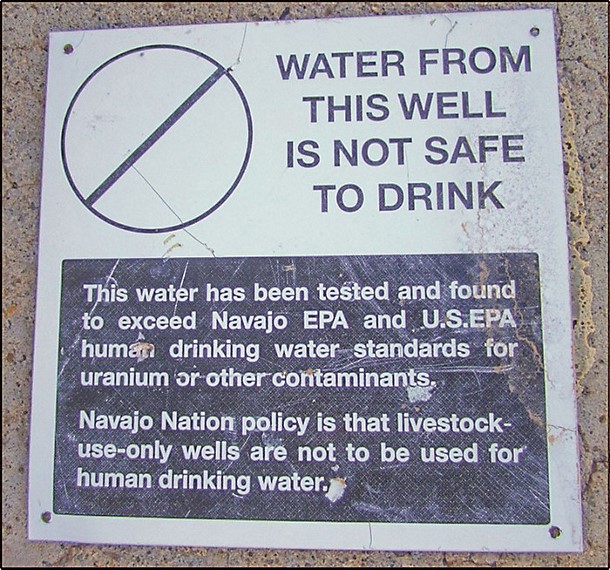 WATER FROM
THIS WELL
IS NOT SAFE
TO DRINK
This water has been tested and found
to exceed Navajo EPA and U.S.EPA
human drinking water standards for
uranium or other contaminants.
Navajo Nation policy is that livestock-
use-only wells are not to be used for
human drinking water.